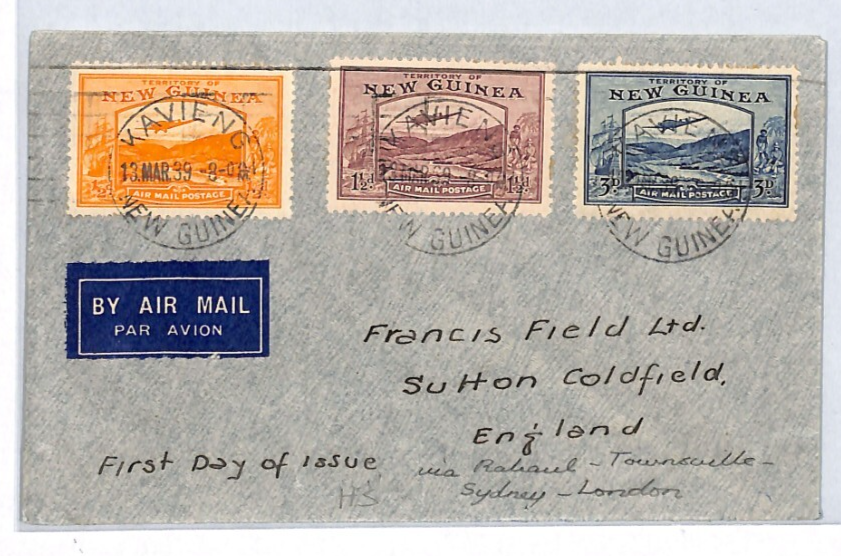 TERRITORY OF
NEW GUINEA
AIR MAIL POSTAGE
KAVIENG
13.MAR.39
NEW GUINEA
TERRITORY OF
NEW GUINEA
1½d 1½d
AIR MAIL POSTAGE
KAVIENG
NEW GUINEA
TERRITORY OF
NEW GUINEA
3D 3D
AIR MAIL POSTAGE
KAVIENG
NEW GUINEA
BY AIR MAIL
PAR AVION
Francis Field Ltd.
Sutton Coldfield,
England
First Day of Issue
via Rabaul - Townsville -
Sydney - London
HS